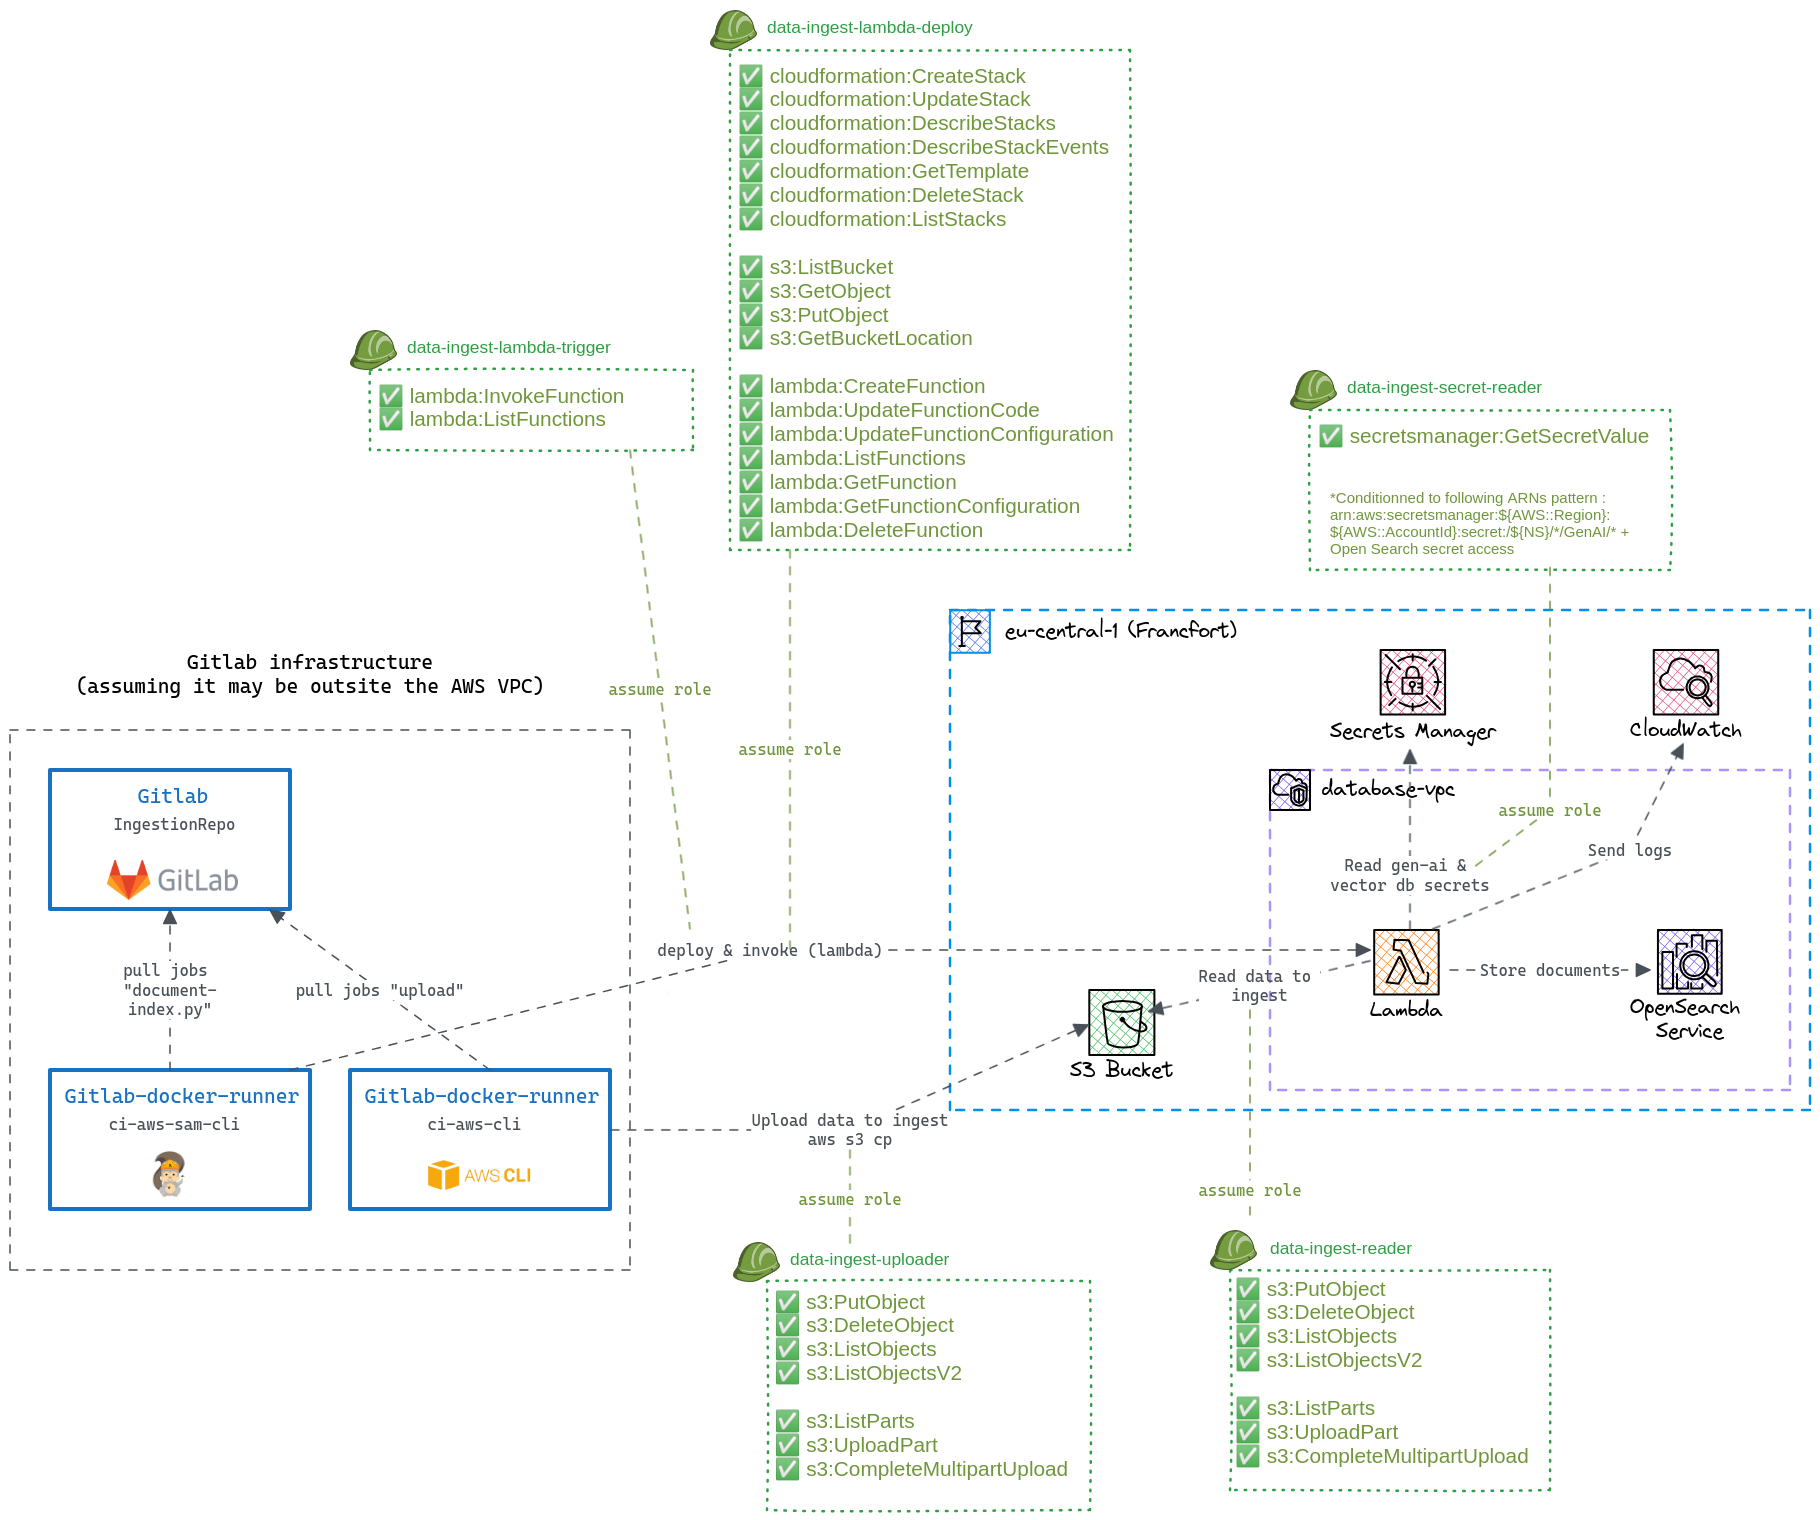 data-ingest-lambda-deploy
✅ cloudformation:CreateStack
✅ cloudformation:UpdateStack
✅ cloudformation:DescribeStacks
✅ cloudformation:DescribeStackEvents
✅ cloudformation:GetTemplate
✅ cloudformation:DeleteStack
✅ cloudformation:ListStacks
✅ s3:ListBucket
✅ s3:GetObject
✅ s3:PutObject
✅ s3:GetBucketLocation
✅ lambda:CreateFunction
✅ lambda:UpdateFunctionCode
✅ lambda:UpdateFunctionConfiguration
✅ lambda:ListFunctions
✅ lambda:GetFunction
✅ lambda:GetFunctionConfiguration
✅ lambda:DeleteFunction
data-ingest-lambda-trigger
✅ lambda:InvokeFunction
✅ lambda:ListFunctions
data-ingest-secret-reader
✅ secretsmanager:GetSecretValue
*Conditionned to following ARNs pattern :
arn:aws:secretsmanager:${AWS::Region}:
${AWS::AccountId}:secret:/${NS}/*/GenAI/* +
Open Search secret access
eu-central-1 (Francfort)
Gitlab infrastructure
(assuming it may be outsite the AWS VPC)
assume role
assume role
Secrets Manager
CloudWatch
database-vpc
assume role
Send logs
Read gen-ai &
vector db secrets
Gitlab
IngestionRepo
GitLab
deploy & invoke (lambda)
pull jobs
"document-
index.py"
pull jobs "upload"
Read data to
ingest
Store documents
Lambda
OpenSearch
Service
S3 Bucket
Gitlab-docker-runner
ci-aws-sam-cli
Gitlab-docker-runner
ci-aws-cli
AWS CLI
Upload data to ingest
aws s3 cp
assume role
assume role
data-ingest-uploader
✅ s3:PutObject
✅ s3:DeleteObject
✅ s3:ListObjects
✅ s3:ListObjectsV2
✅ s3:ListParts
✅ s3:UploadPart
✅ s3:CompleteMultipartUpload
data-ingest-reader
✅ s3:PutObject
✅ s3:DeleteObject
✅ s3:ListObjects
✅ s3:ListObjectsV2
✅ s3:ListParts
✅ s3:UploadPart
✅ s3:CompleteMultipartUpload